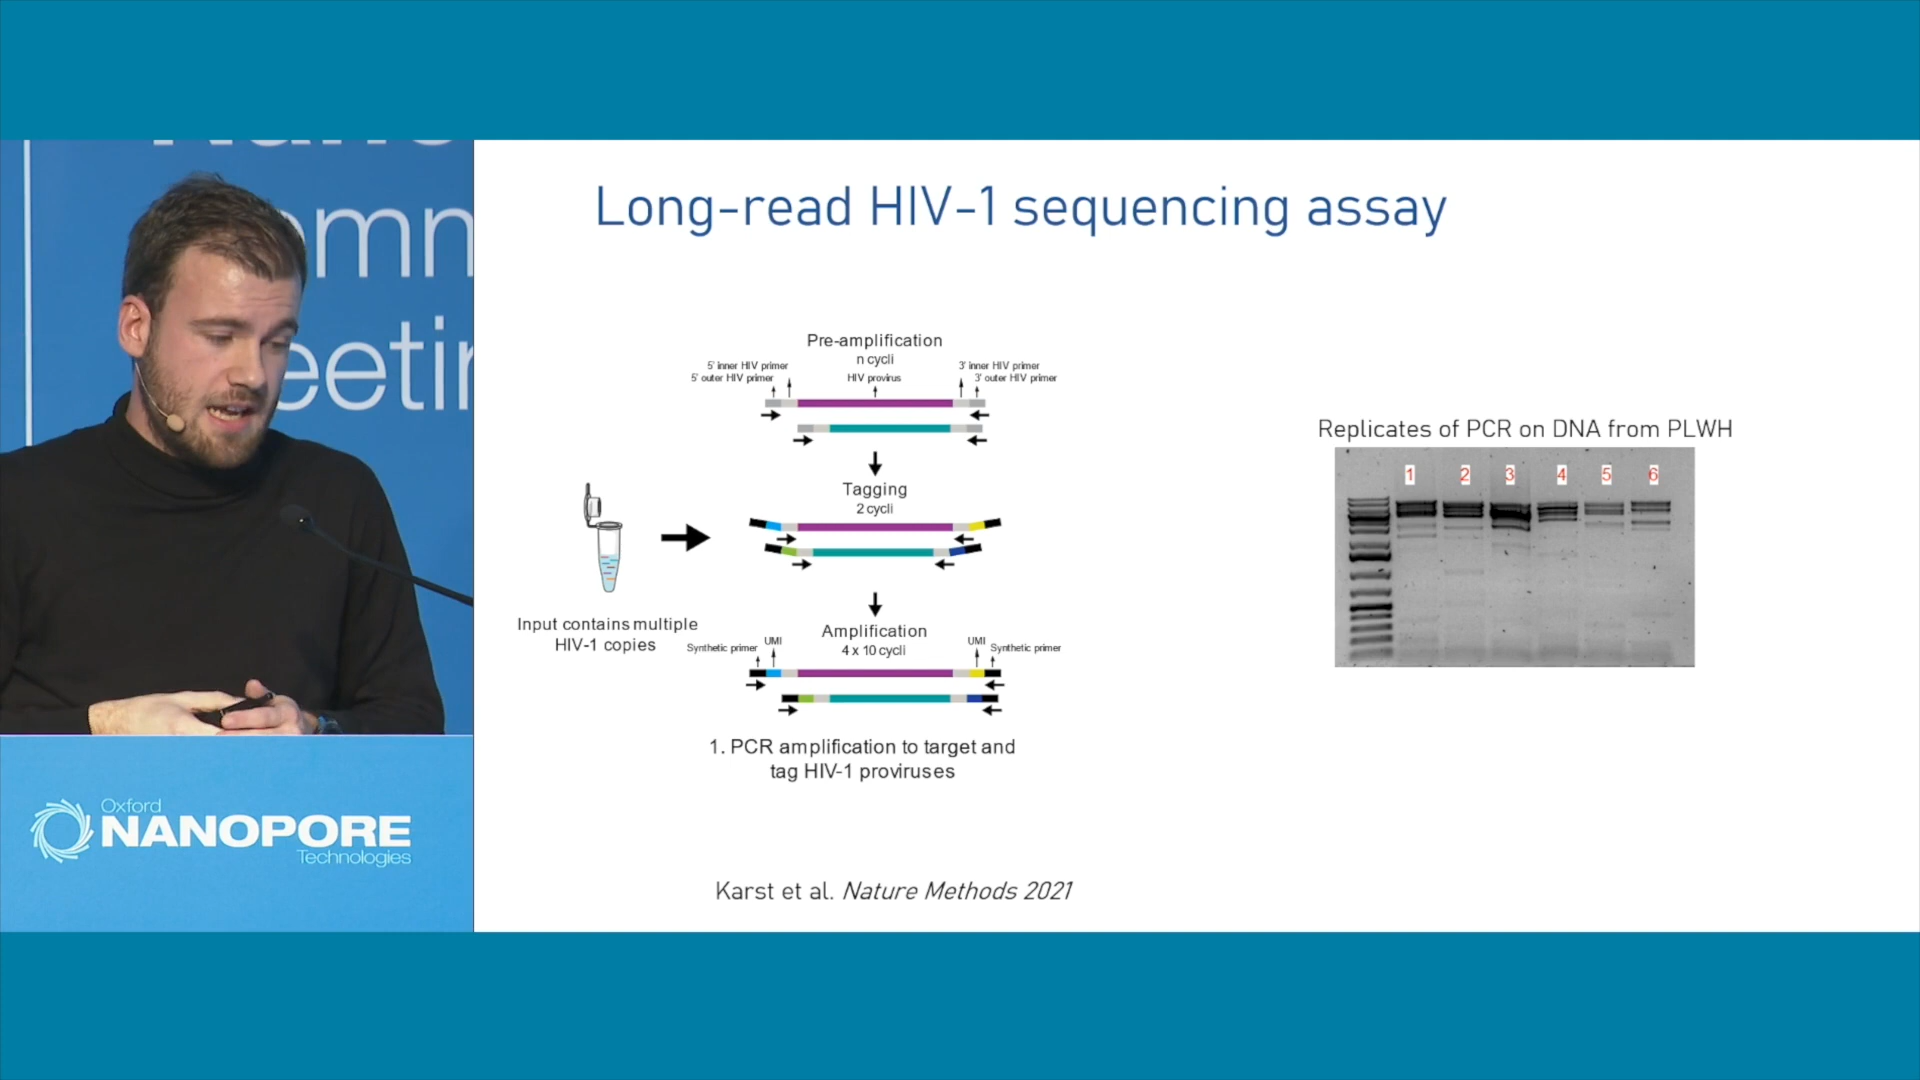 Long-read HIV-1 sequencing assay
Pre-amplification
n cycli
5' inner HIV primer
5' outer HIV primer
HIV provirus
3' inner HIV primer
3' outer HIV primer
Tagging
2 cycli
Input contains multiple
HIV-1 copies
Amplification
4 x 10 cycli
Synthetic primer
UMI
UMI
Synthetic primer
1. PCR amplification to target and
tag HIV-1 proviruses
Karst et al. Nature Methods 2021
Replicates of PCR on DNA from PLWH
1 2 3 4 5 6
Oxford
NANOPORE
Technologies